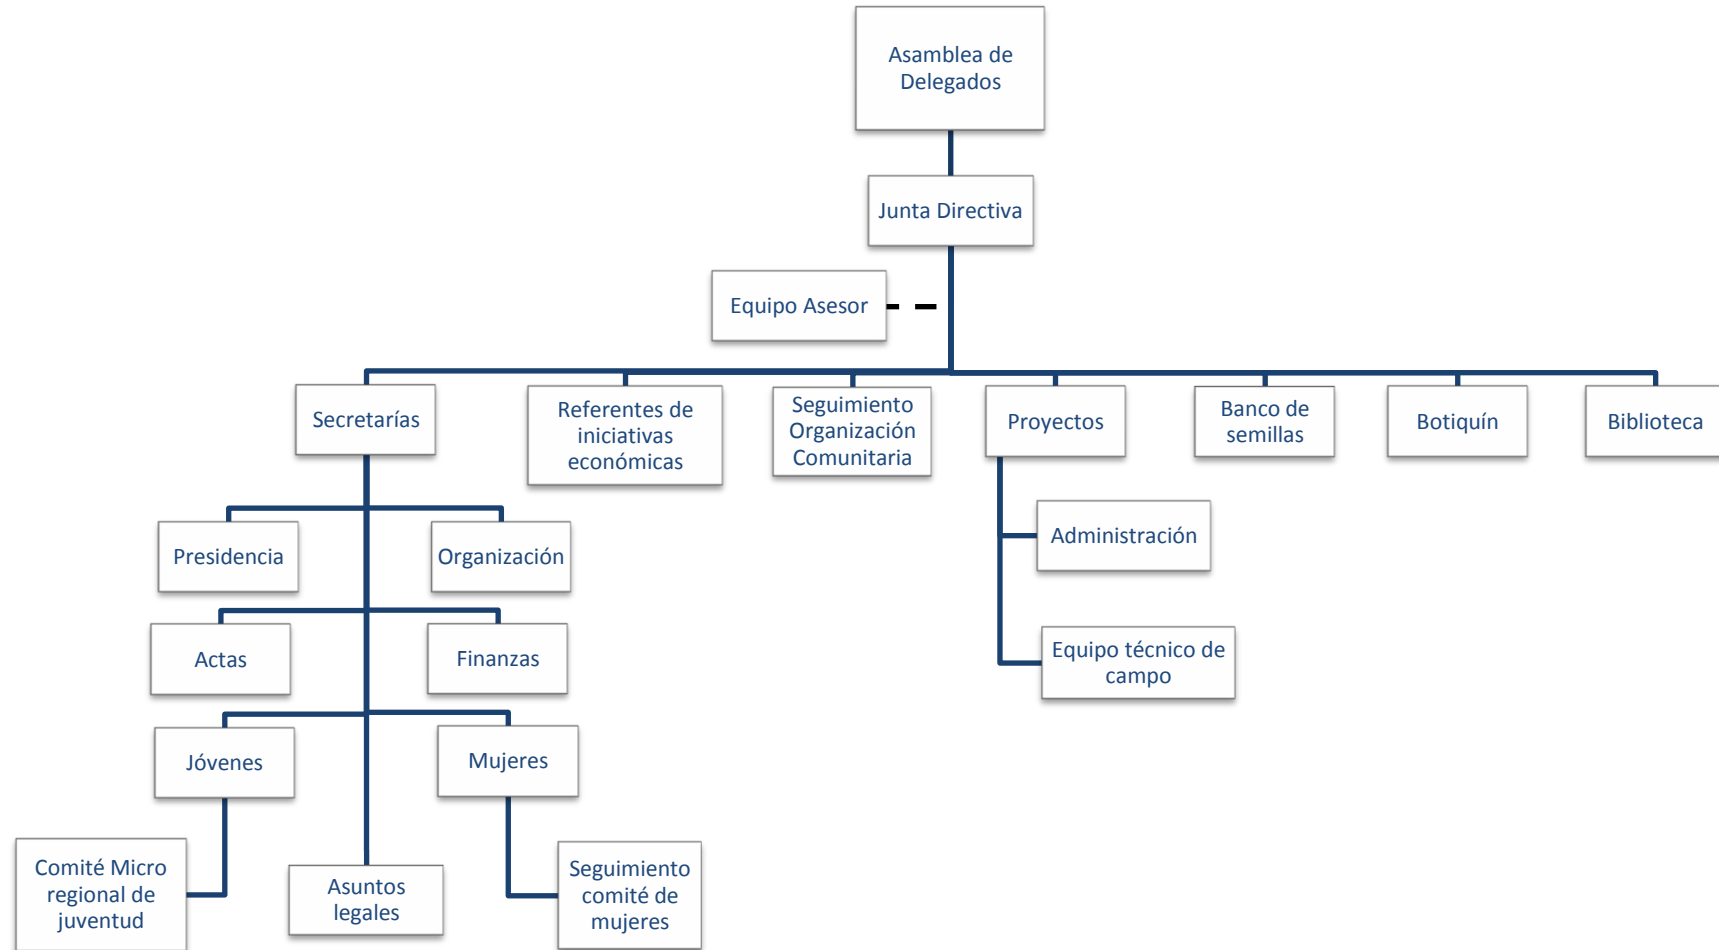 Asamblea de
Delegados
Junta Directiva
Equipo Asesor
Secretarías
Referentes de
iniciativas
económicas
Seguimiento
Organización
Comunitaria
Proyectos
Banco de
semillas
Botiquín
Biblioteca
Presidencia
Organización
Administración
Actas
Finanzas
Equipo técnico de
campo
Jóvenes
Mujeres
Comité Micro
regional de
juventud
Asuntos
legales
Seguimiento
comité de
mujeres